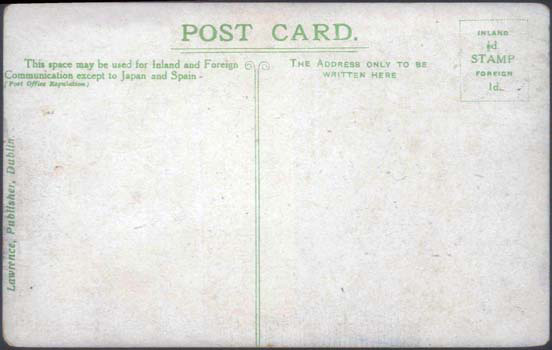 POST CARD.
This space may be used for Inland and Foreign
Communication except to Japan and Spain -
(Post Office Regulation.)
THE ADDRESS ONLY TO BE
WRITTEN HERE
INLAND
½d
STAMP
FOREIGN
1d.
Lawrence, Publisher, Dublin.